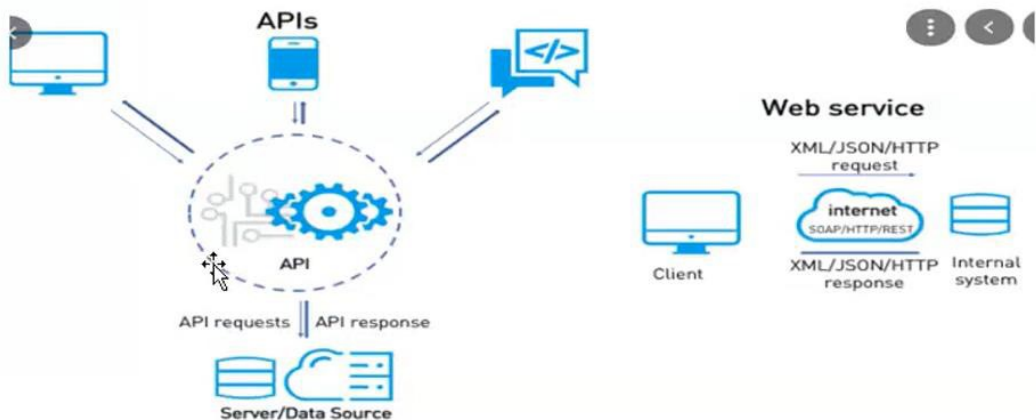 APIs
</>
API
API requests
API response
Server/Data Source
Web service
XML/JSON/HTTP
request
internet
SOAP/HTTP/REST
Client
XML/JSON/HTTP
response
Internal
system